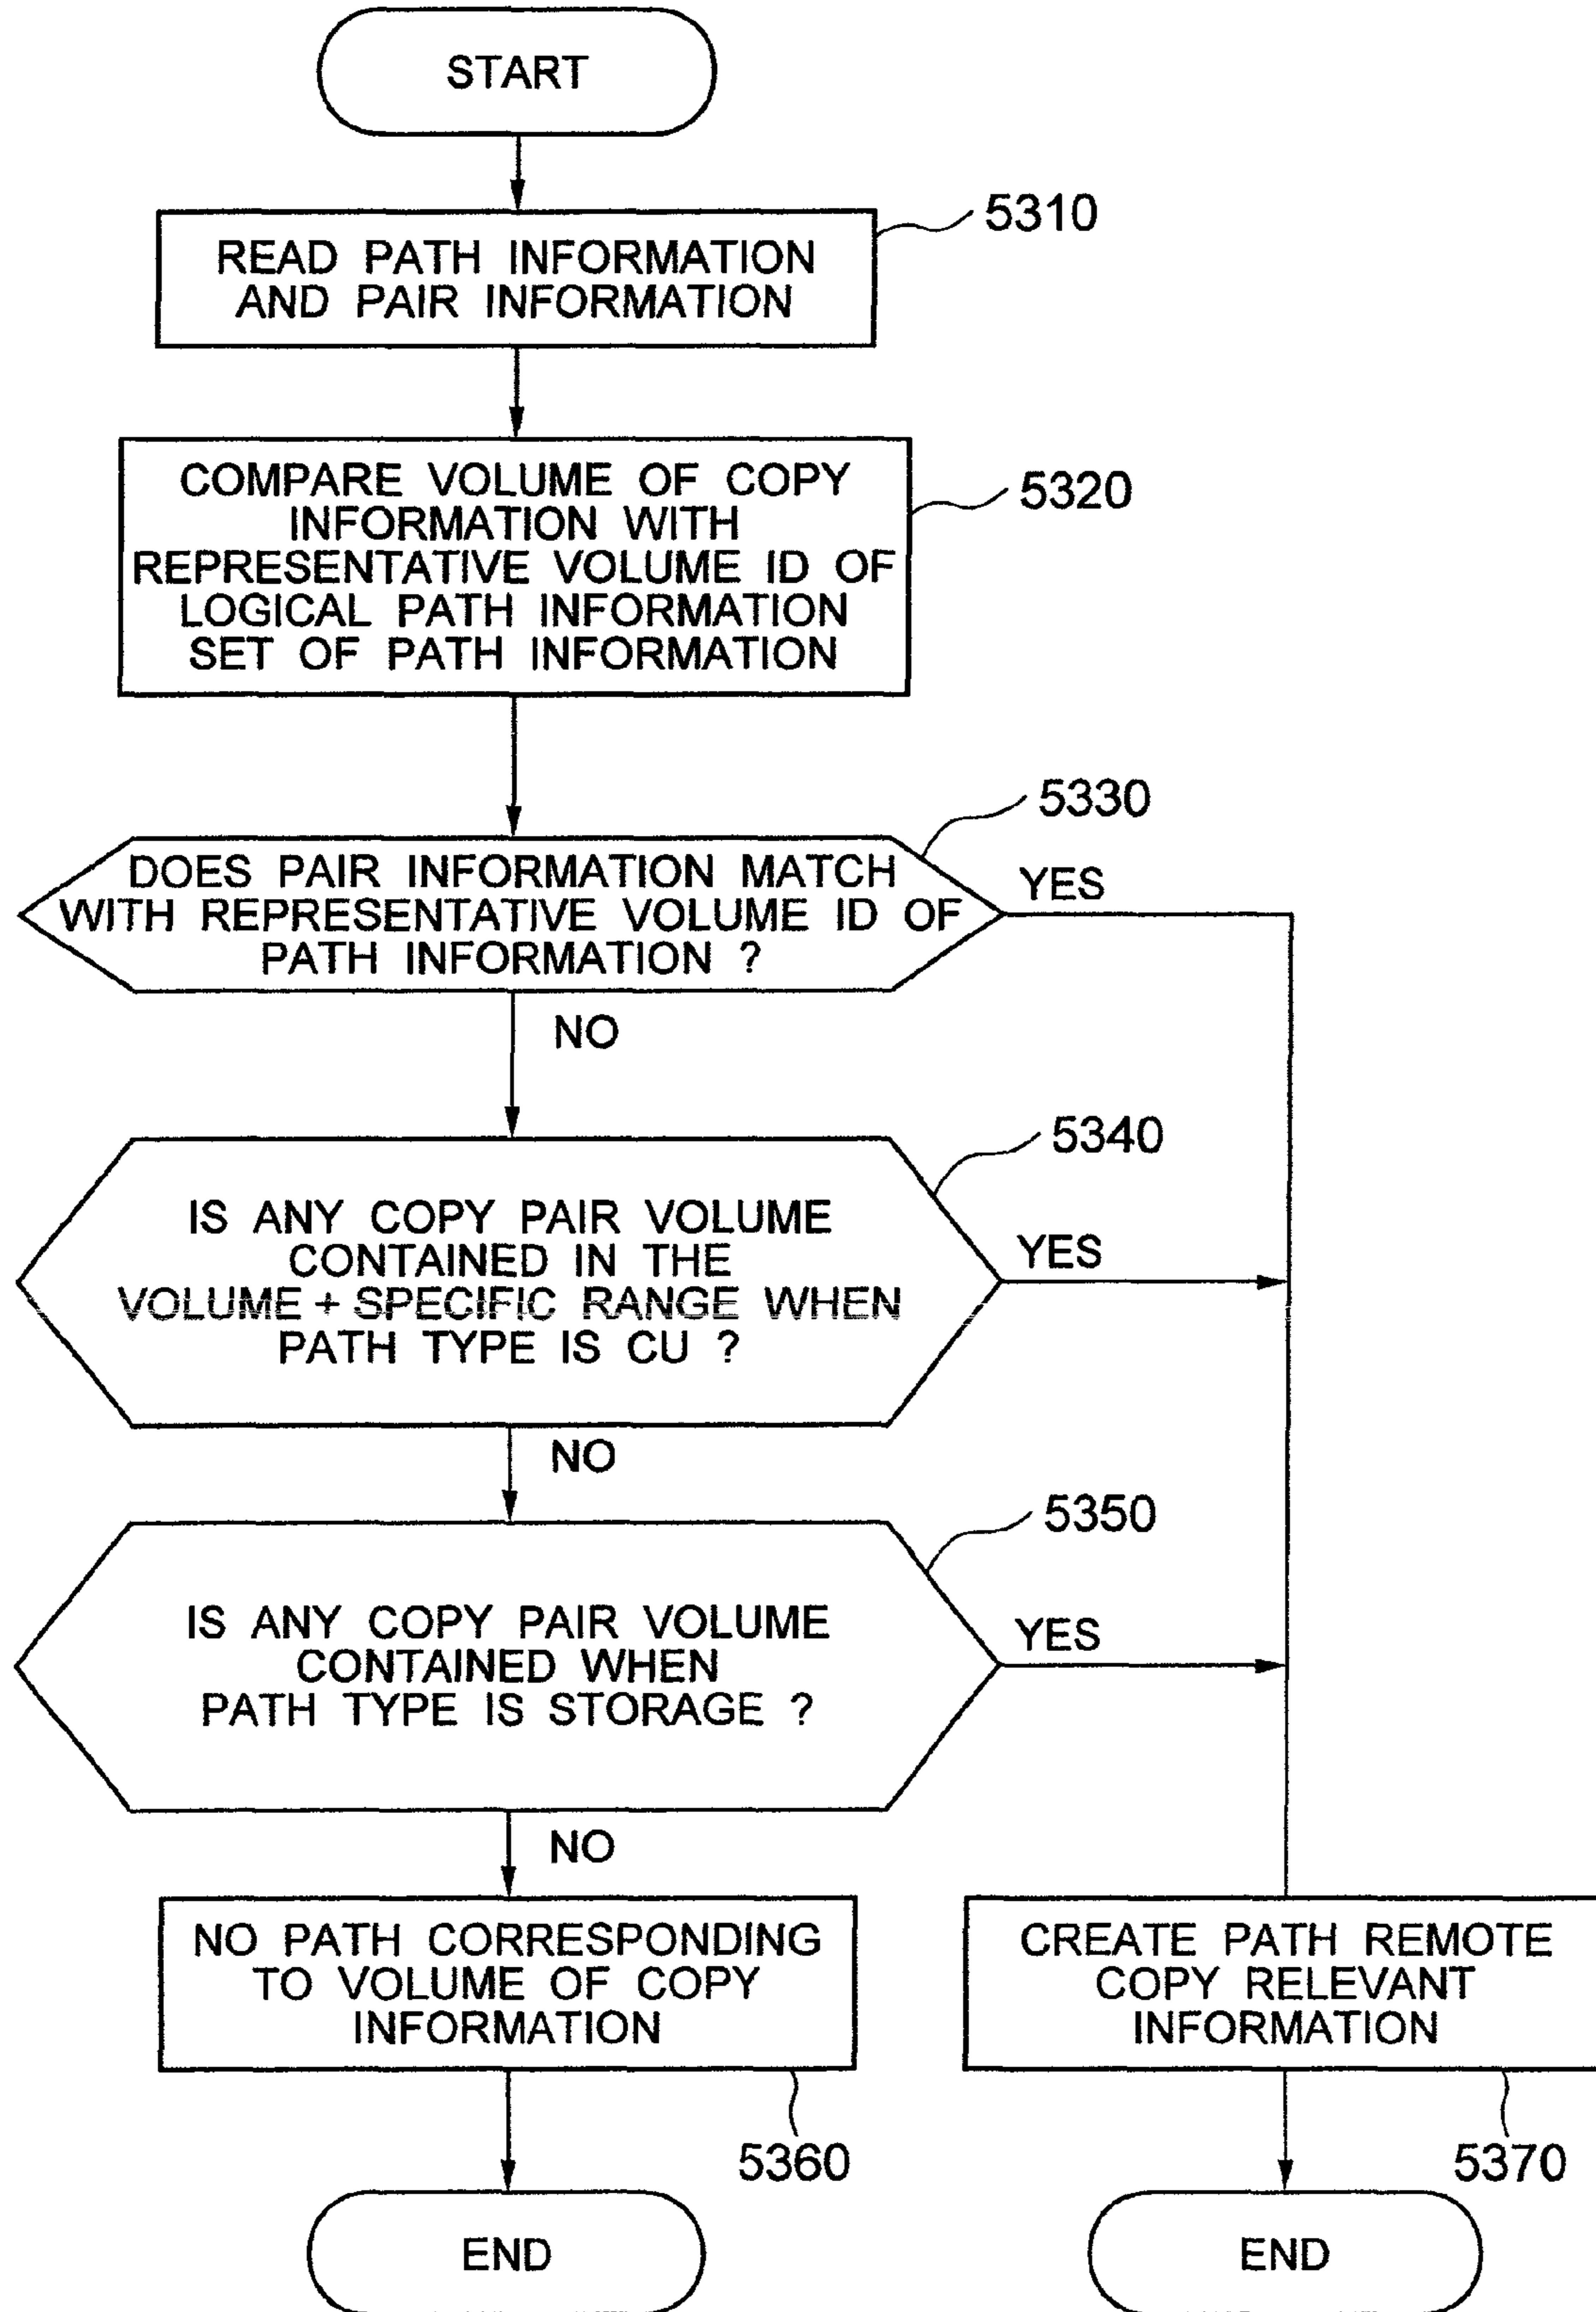 START
5310
READ PATH INFORMATION
AND PAIR INFORMATION
COMPARE VOLUME OF COPY
INFORMATION WITH
REPRESENTATIVE VOLUME ID OF
LOGICAL PATH INFORMATION
SET OF PATH INFORMATION
5320
5330
DOES PAIR INFORMATION MATCH
WITH REPRESENTATIVE VOLUME ID OF
PATH INFORMATION ?
YES
NO
5340
IS ANY COPY PAIR VOLUME
CONTAINED IN THE
VOLUME + SPECIFIC RANGE WHEN
PATH TYPE IS CU ?
YES
NO
5350
IS ANY COPY PAIR VOLUME
CONTAINED WHEN
PATH TYPE IS STORAGE ?
YES
NO
NO PATH CORRESPONDING
TO VOLUME OF COPY
INFORMATION
CREATE PATH REMOTE
COPY RELEVANT
INFORMATION
5360
5370
END
END